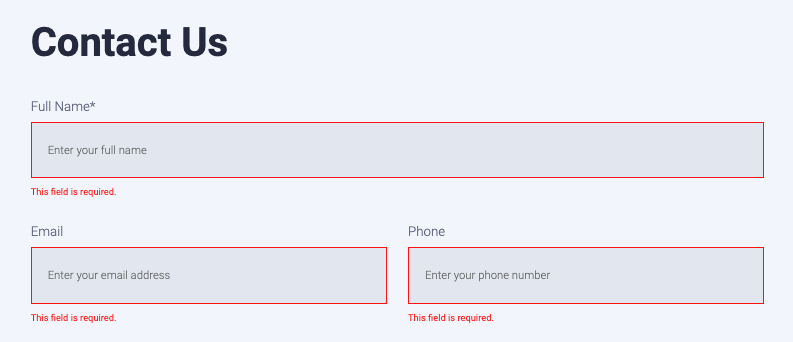 Contact Us
Full Name*
Enter your full name
This field is required.
Email
Phone
Enter your email address
Enter your phone number
This field is required.
This field is required.